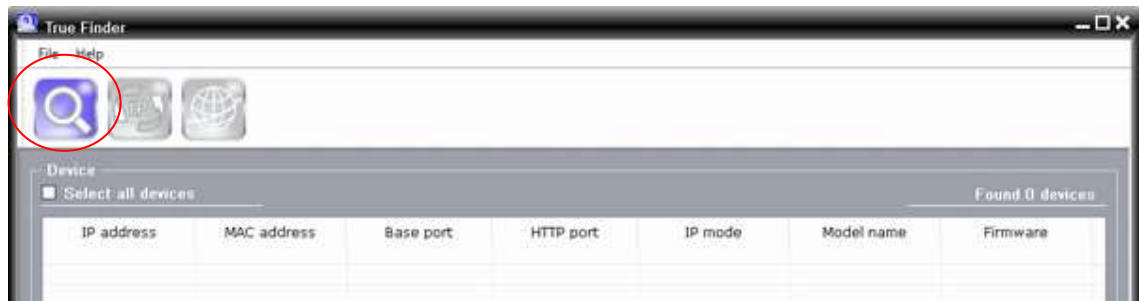 True Finder
File Help
Device
Select all devices
Found 0 devices
IP address MAC address Base port HTTP port IP mode Model name Firmware